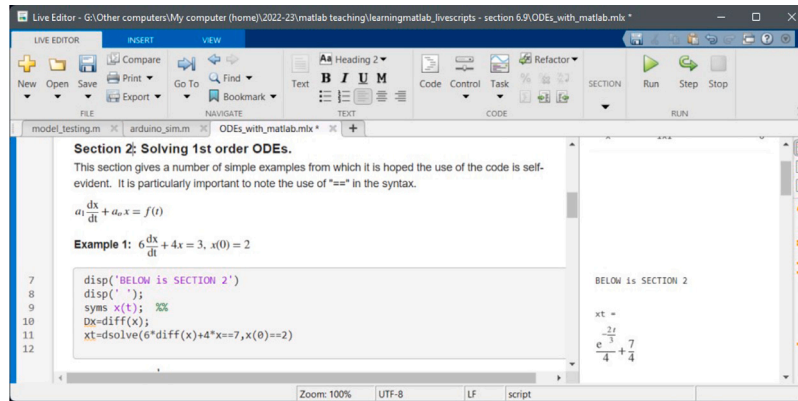 Live Editor - G:\Other computers\My computer (home)\2022-23\matlab teaching\learningmatlab_livescripts - section 6.9\ODEs_with_matlab.mlx *
LIVE EDITOR INSERT VIEW
New Open Save Compare Print Export
Go To Find Bookmark
Text Aa Heading 2 B I U M
Code Control Task Refactor
SECTION Run Step Stop
FILE NAVIGATE TEXT CODE RUN
model_testing.m arduino_sim.m ODEs_with_matlab.mlx * +
Section 2: Solving 1st order ODEs.
This section gives a number of simple examples from which it is hoped the use of the code is self-
evident. It is particularly important to note the use of "==" in the syntax.
a₁ dx/dt + aₒ x = f(t)
Example 1: 6 dx/dt + 4x = 3, x(0) = 2
7 disp('BELOW is SECTION 2')
8 disp(' ');
9 syms x(t); %%
10 Dx=diff(x);
11 xt=dsolve(6*diff(x)+4*x==7,x(0)==2)
12
BELOW is SECTION 2
xt =
e^(-2t/3)/4 + 7/4
Zoom: 100% UTF-8 LF script